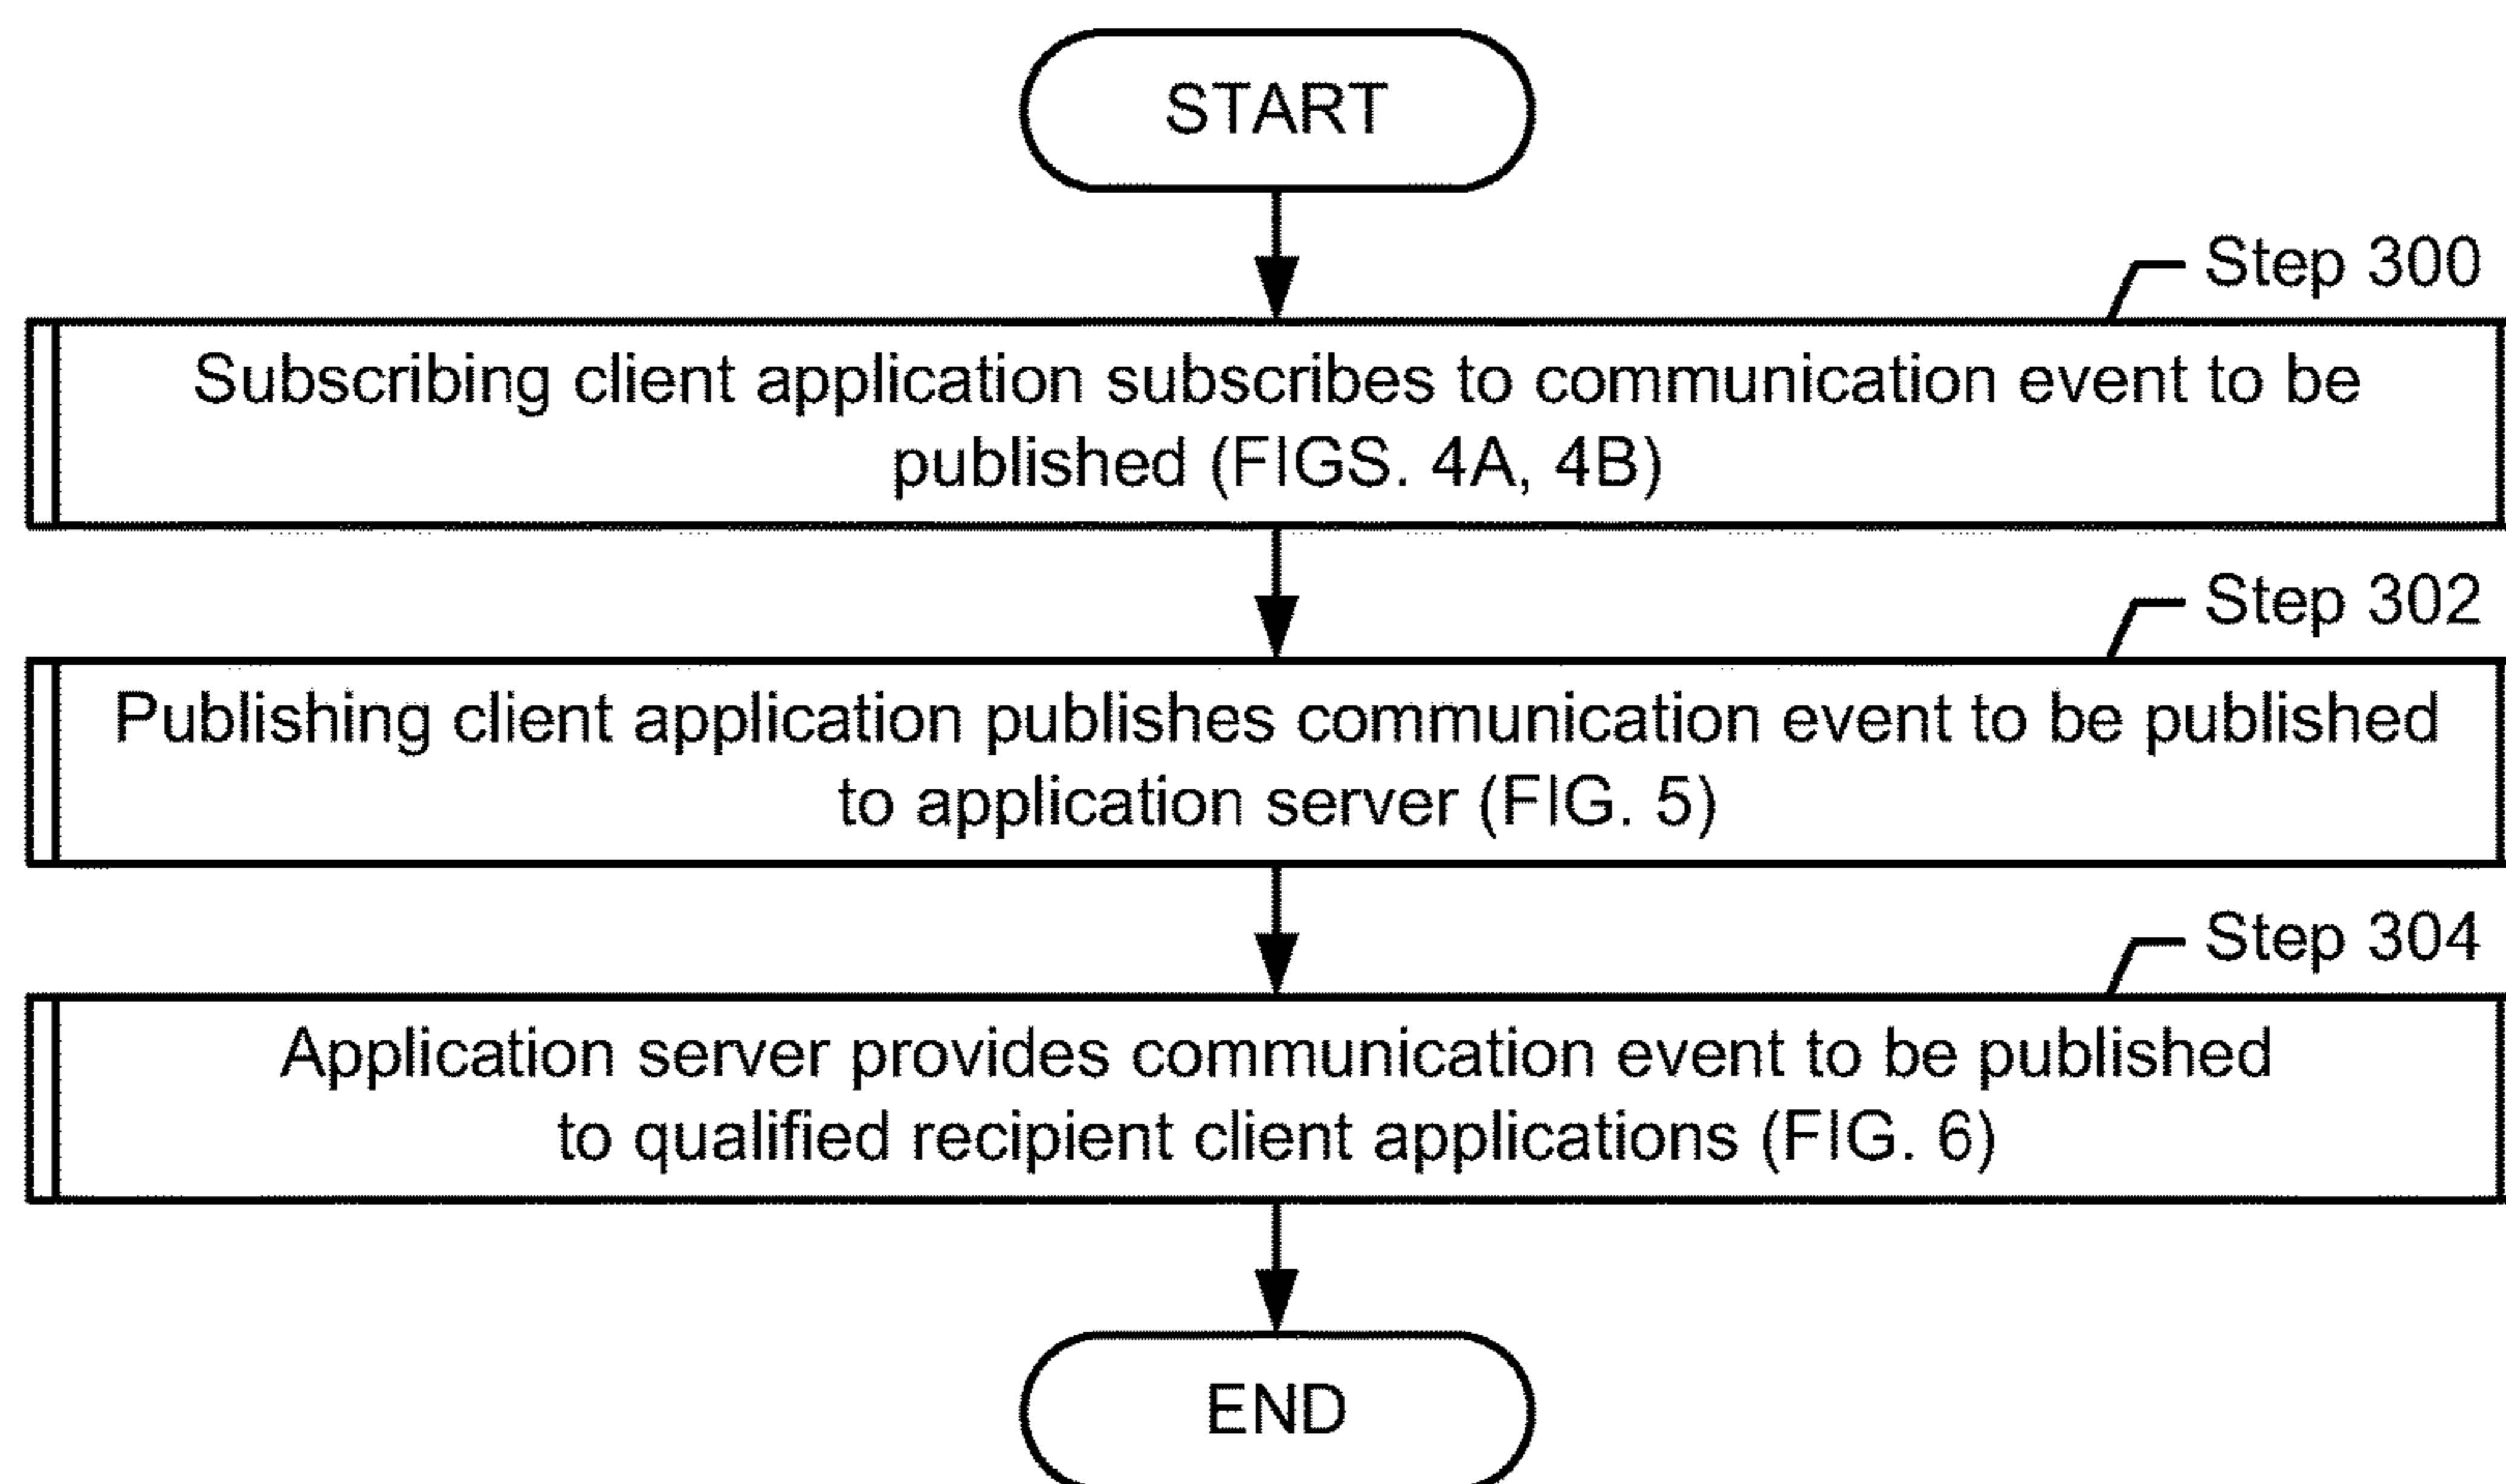 START
Step 300
Subscribing client application subscribes to communication event to be
published (FIGS. 4A, 4B)
Step 302
Publishing client application publishes communication event to be published
to application server (FIG. 5)
Step 304
Application server provides communication event to be published
to qualified recipient client applications (FIG. 6)
END